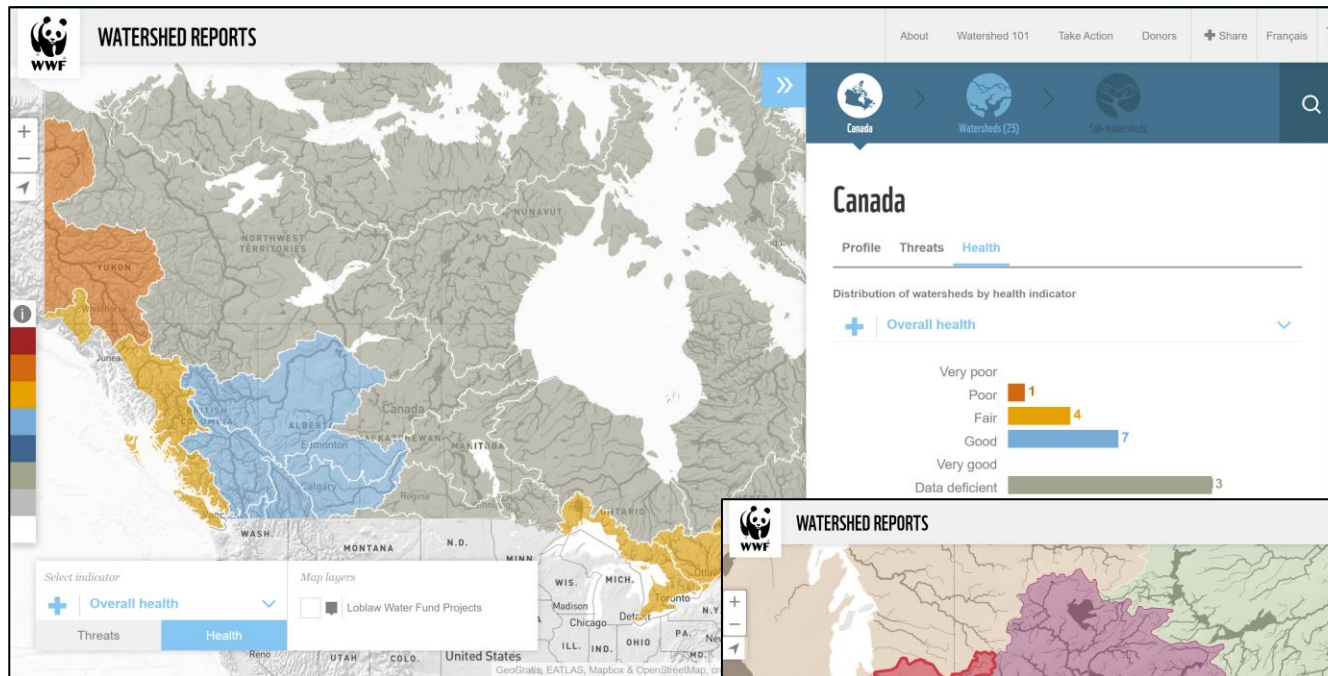 WWF
WATERSHED REPORTS
About
Watershed 101
Take Action
Donors
Share
Français
Canada
Watersheds (25)
Sub-watersheds
Canada
Profile Threats Health
Distribution of watersheds by health indicator
Overall health
Very poor
Poor 1
Fair 4
Good 7
Very good
Data deficient 3
NUNAVUT
NORTHWEST
TERRITORIES
YUKON
Whitehorse
Juneau
BRITISH
COLUMBIA
ALBERTA
Edmonton
Canada
MANITOBA
Calgary
Regina
Winnipeg
ONTARIO
Ottawa
Toronto
WASH.
MONTANA
N.D.
MINN
WIS.
MICH.
Madison
Chicago
N.Y.
ILL.
IND.
OHIO
PA.
MD.
Reno
UTAH
COLO.
United States
Select indicator
Overall health
Threats
Health
Map layers
Loblaw Water Fund Projects
GeoGratis, EATLAS, Mapbox & OpenStreetMap,
WWF
WATERSHED REPORTS